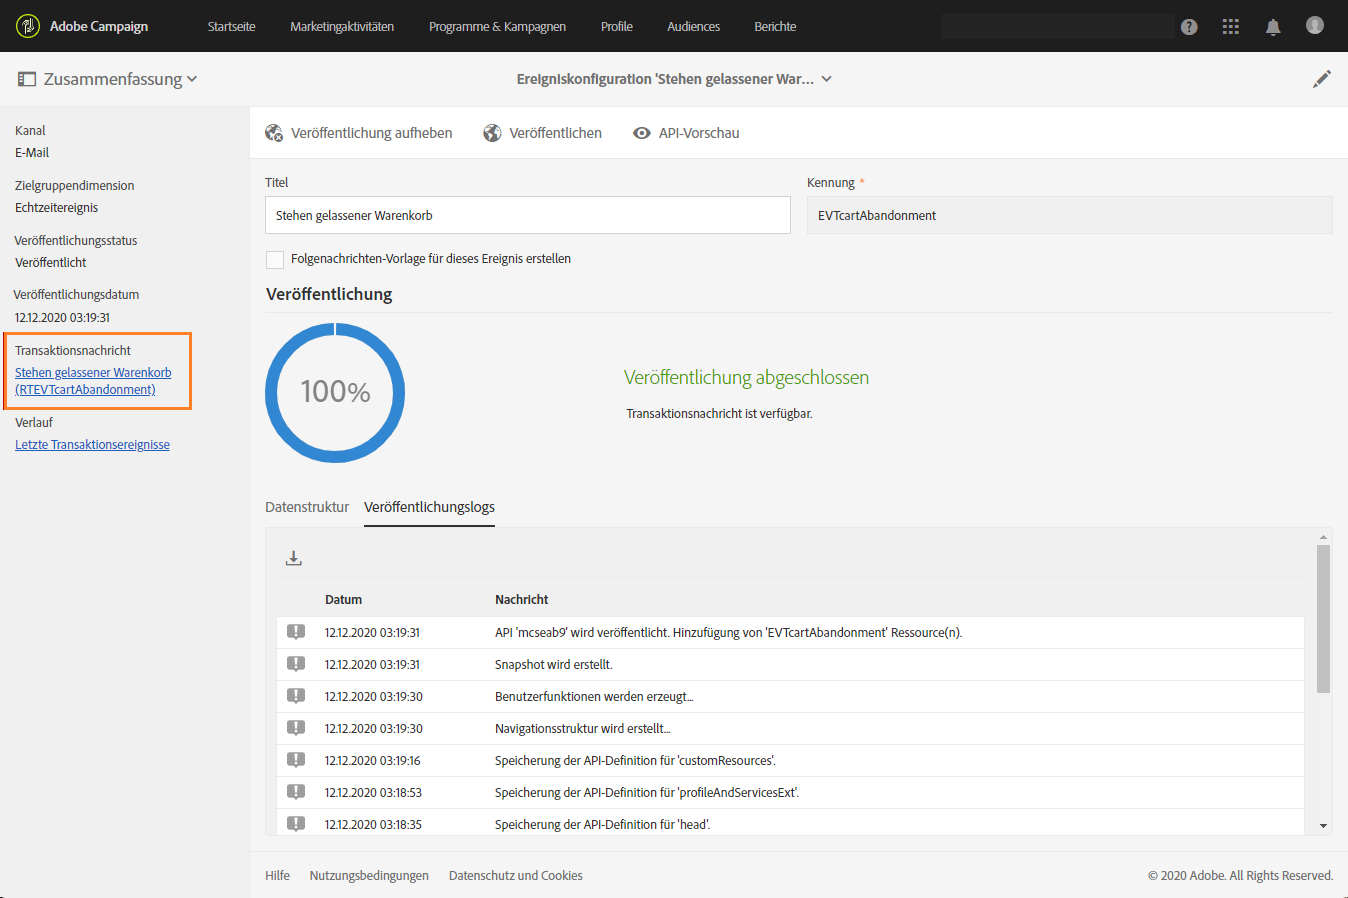 Adobe Campaign
Startseite
Marketingaktivitäten
Programme & Kampagnen
Profile
Audiences
Berichte
Zusammenfassung
Ereigniskonfiguration 'Stehen gelassener War...
Kanal
E-Mail
Zielgruppendimension
Echtzeitereignis
Veröffentlichungsstatus
Veröffentlicht
Veröffentlichungsdatum
12.12.2020 03:19:31
Transaktionsnachricht
Stehen gelassener Warenkorb
(RTEVTcartAbandonment)
Verlauf
Letzte Transaktionsereignisse
Veröffentlichung aufheben
Veröffentlichen
API-Vorschau
Titel
Kennung *
Stehen gelassener Warenkorb
EVTcartAbandonment
Folgenachrichten-Vorlage für dieses Ereignis erstellen
Veröffentlichung
100%
Veröffentlichung abgeschlossen
Transaktionsnachricht ist verfügbar.
Datenstruktur
Veröffentlichungslogs
Datum Nachricht
12.12.2020 03:19:31 API 'mcseab9' wird veröffentlicht. Hinzufügung von 'EVTcartAbandonment' Ressource(n).
12.12.2020 03:19:31 Snapshot wird erstellt.
12.12.2020 03:19:30 Benutzerfunktionen werden erzeugt...
12.12.2020 03:19:30 Navigationsstruktur wird erstellt...
12.12.2020 03:19:16 Speicherung der API-Definition für 'customResources'.
12.12.2020 03:18:53 Speicherung der API-Definition für 'profileAndServicesExt'.
12.12.2020 03:18:35 Speicherung der API-Definition für 'head'.
Hilfe
Nutzungsbedingungen
Datenschutz und Cookies
© 2020 Adobe. All Rights Reserved.